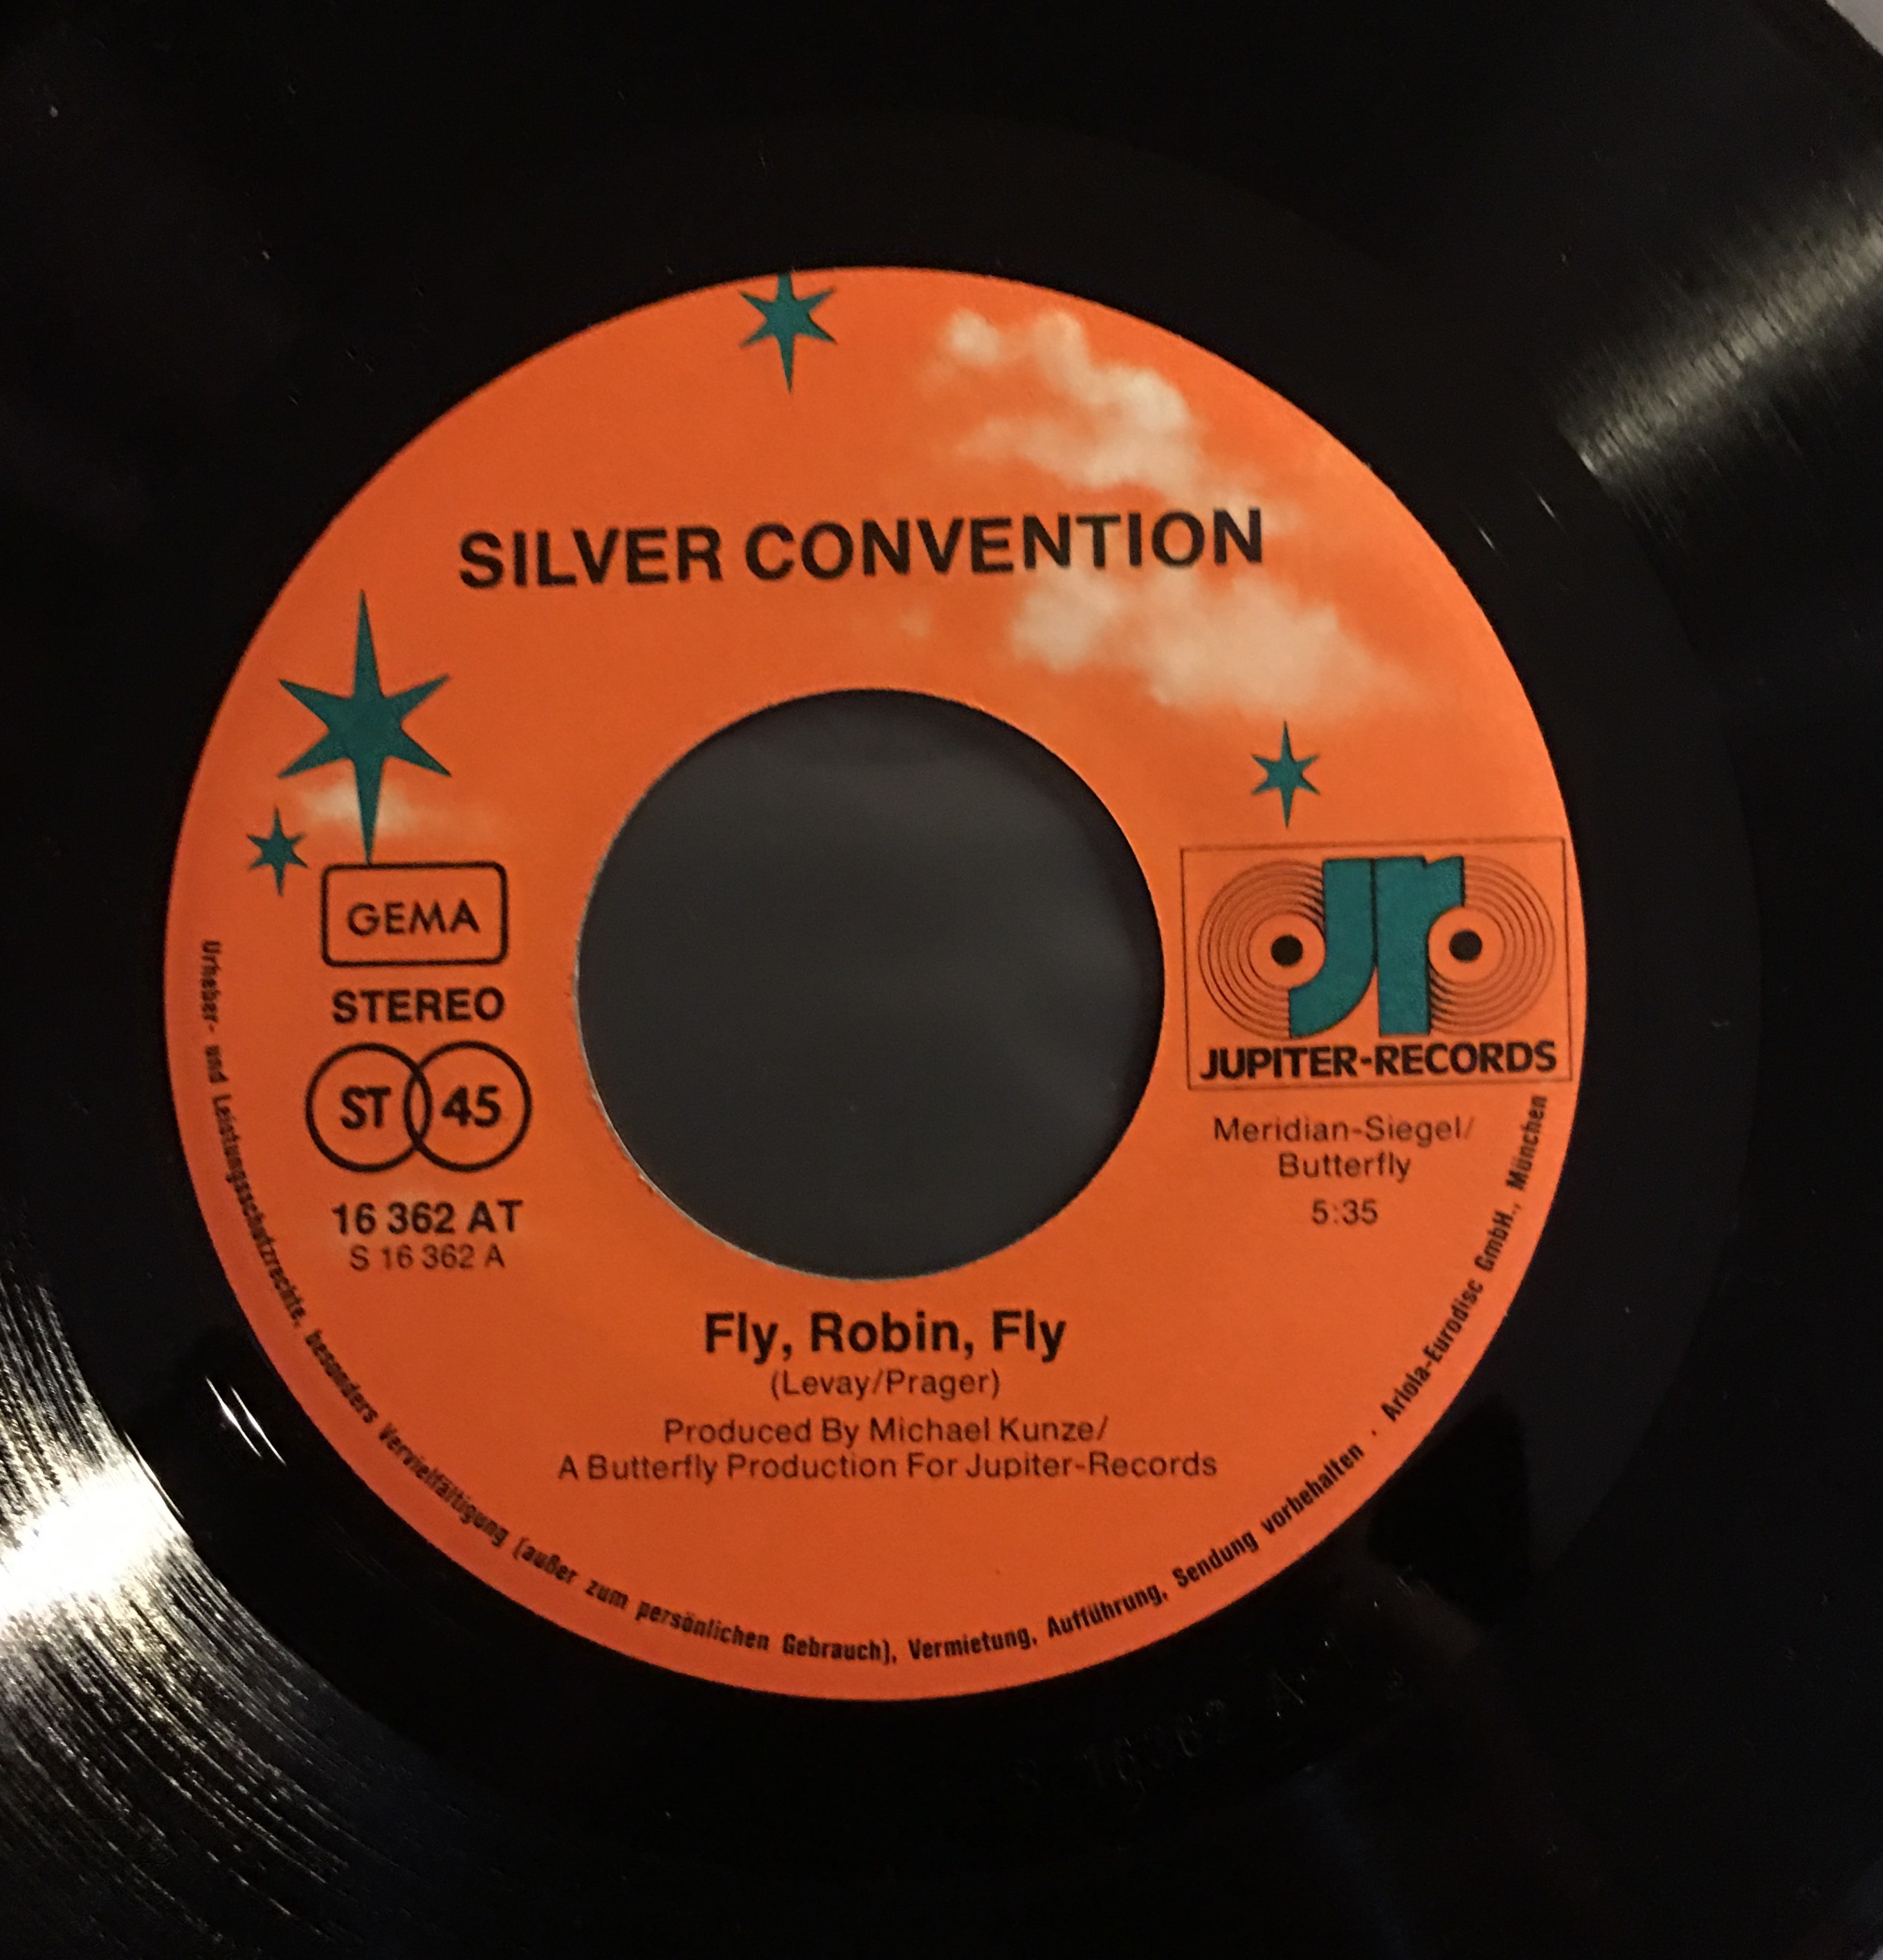 SILVER CONVENTION
GEMA
STEREO
ST 45
16 362 AT
S 16 362 A
jr
JUPITER-RECORDS
Meridian-Siegel/
Butterfly
5:35
Fly, Robin, Fly
(Levay/Prager)
Produced By Michael Kunze/
A Butterfly Production For Jupiter-Records
Urheber- und Leistungsschutzrechte, besonders Vervielfältigung (außer zum persönlichen Gebrauch), Vermietung, Aufführung, Sendung vorbehalten · Ariola-Eurodisc GmbH., München